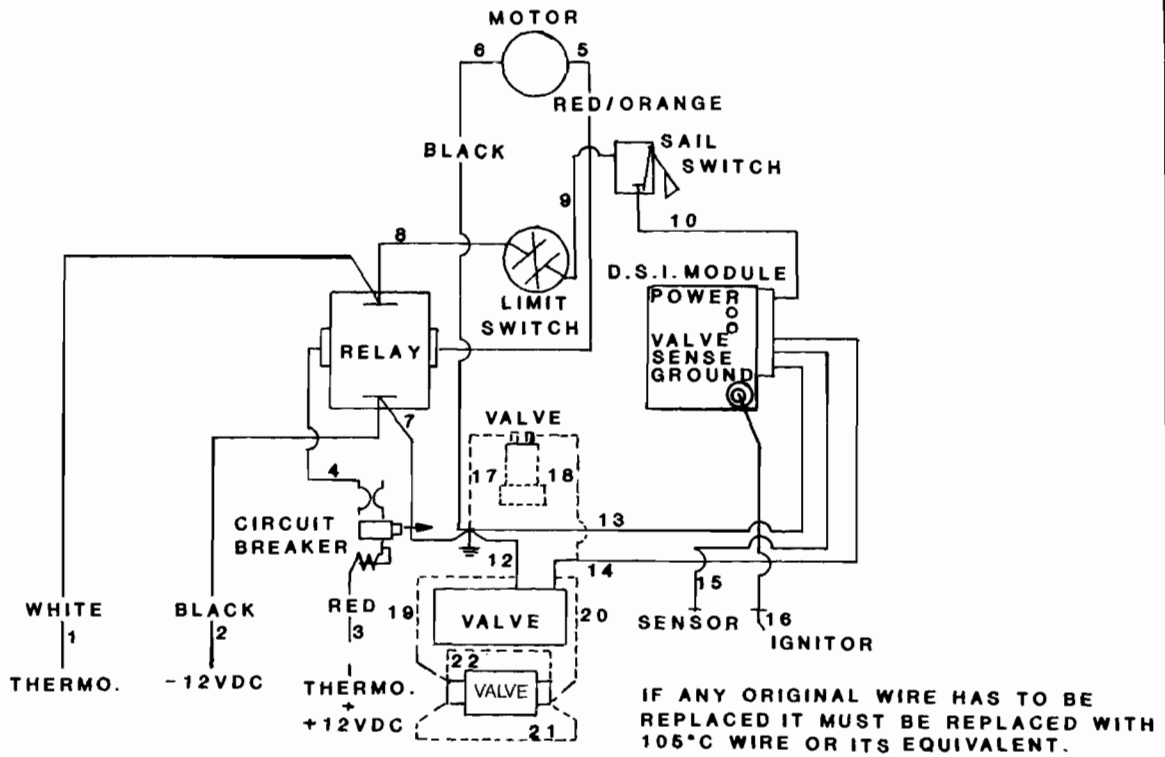 MOTOR
6
5
RED/ORANGE
BLACK
SAIL
SWITCH
9
10
8
D.S.I. MODULE
LIMIT
SWITCH
POWER
VALVE
SENSE
GROUND
RELAY
7
VALVE
17
18
4
CIRCUIT
BREAKER
13
12
14
15
WHITE
1
THERMO.
BLACK
2
-12VDC
RED
3
THERMO.
+
+12VDC
19
VALVE
20
SENSOR
16
IGNITOR
22
VALVE
21
IF ANY ORIGINAL WIRE HAS TO BE
REPLACED IT MUST BE REPLACED WITH
105°C WIRE OR ITS EQUIVALENT.